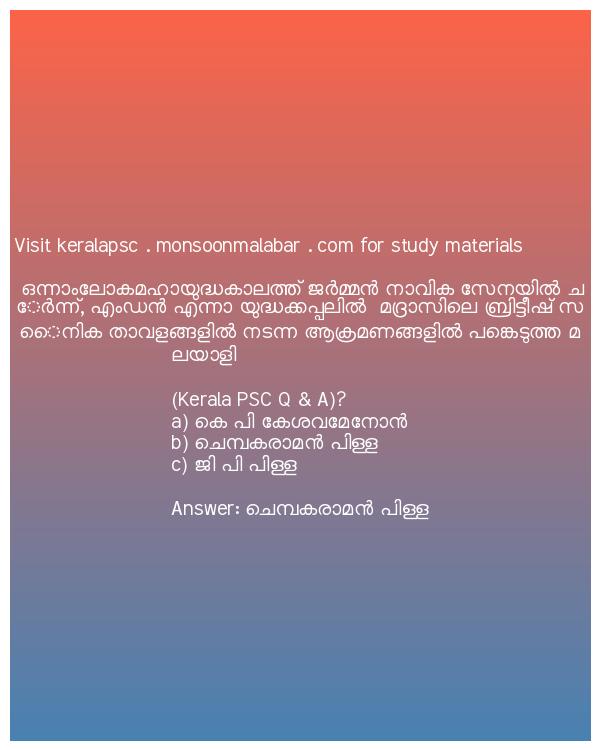 Visit keralapsc . monsoonmalabar . com for study materials
ഒന്നാംലോകമഹായുദ്ധകാലത്ത് ജർമ്മൻ നാവിക സേനയിൽ ച
േർന്ന്, എംഡൻ എന്നാ യുദ്ധക്കപ്പലിൽ മദ്രാസിലെ ബ്രിട്ടീഷ് സ
ൈനിക താവളങ്ങളിൽ നടന്ന ആക്രമണങ്ങളിൽ പങ്കെടുത്ത മ
ലയാളി
(Kerala PSC Q & A)?
a) കെ പി കേശവമേനോൻ
b) ചെമ്പകരാമൻ പിള്ള
c) ജി പി പിള്ള
Answer: ചെമ്പകരാമൻ പിള്ള